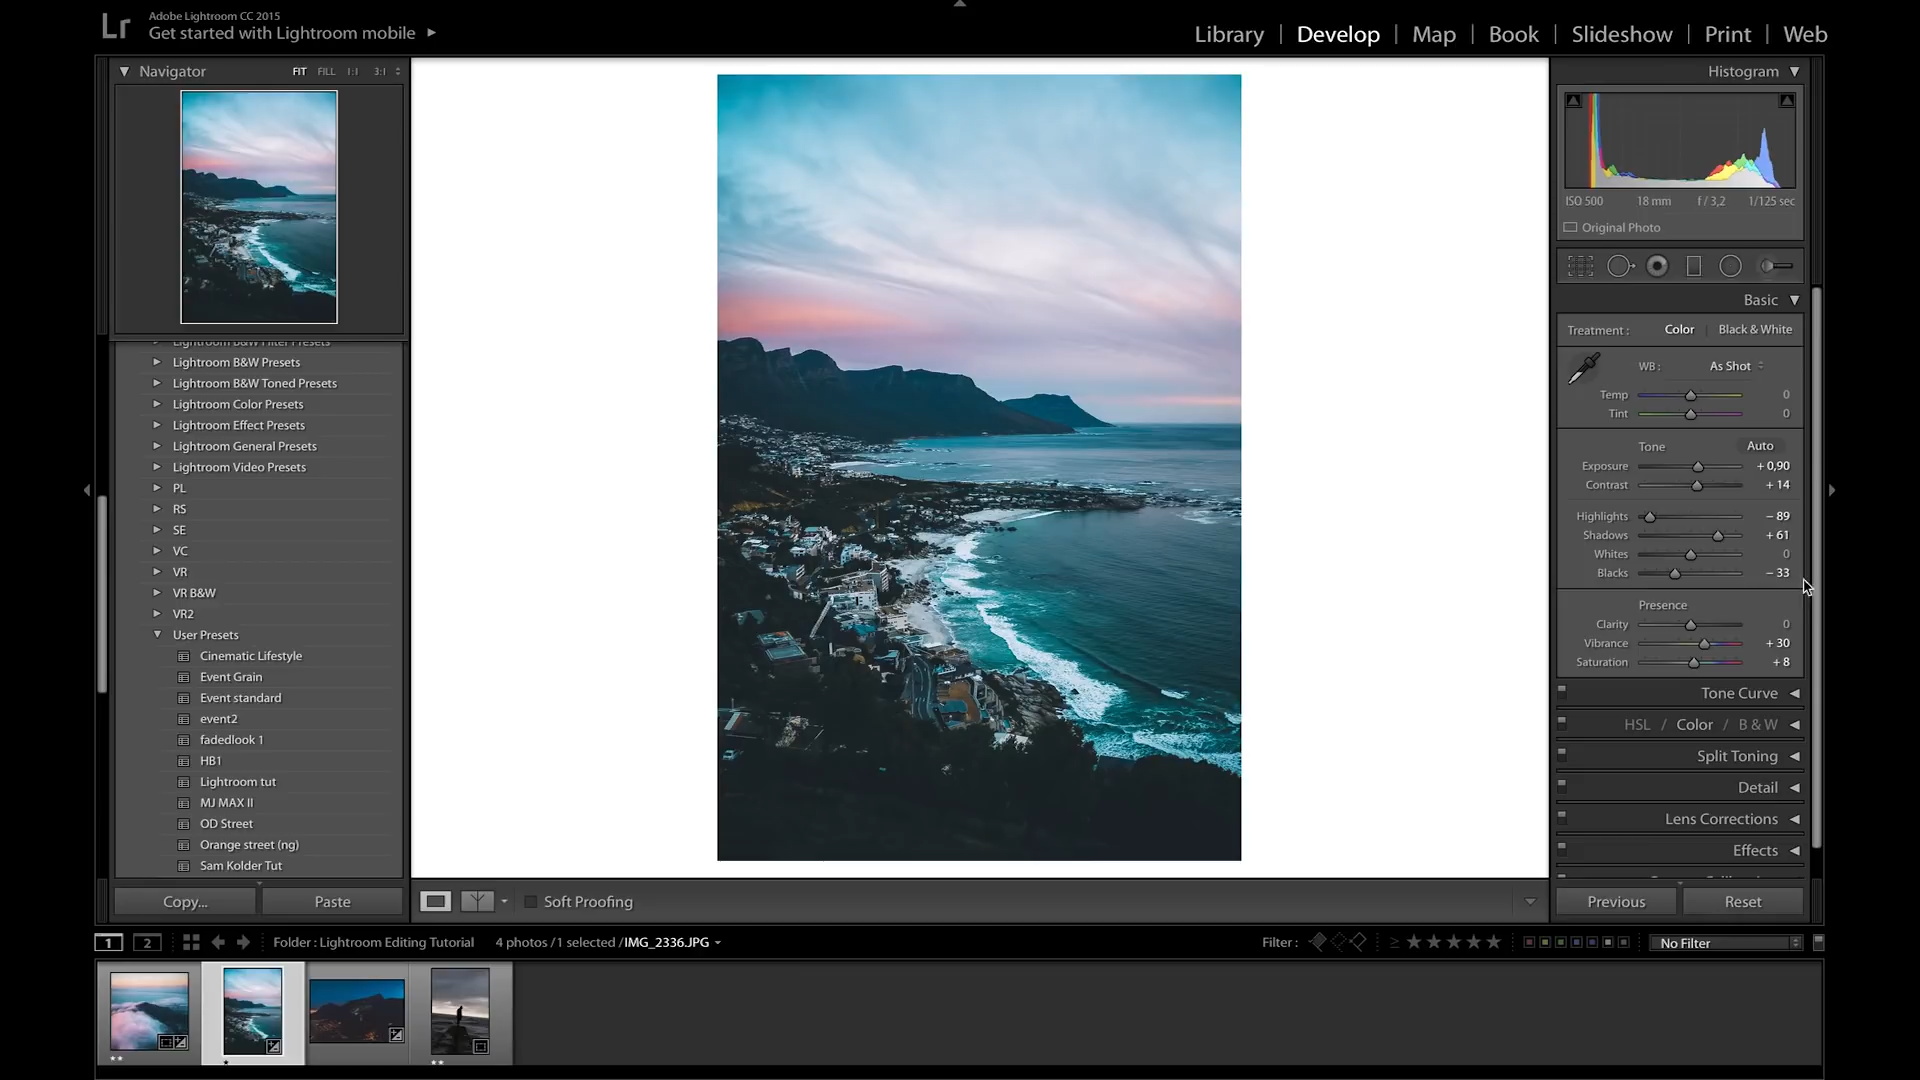 Lr
Adobe Lightroom CC 2015
Get started with Lightroom mobile
Library | Develop | Map | Book | Slideshow | Print | Web
Navigator FIT FILL 1:1 3:1
Lightroom B&W Filter Presets
Lightroom B&W Presets
Lightroom B&W Toned Presets
Lightroom Color Presets
Lightroom Effect Presets
Lightroom General Presets
Lightroom Video Presets
PL
RS
SE
VC
VR
VR B&W
VR2
User Presets
Cinematic Lifestyle
Event Grain
Event standard
event2
fadedlook 1
HB1
Lightroom tut
MJ MAX II
OD Street
Orange street (ng)
Sam Kolder Tut
Copy... Paste
Soft Proofing
Histogram
ISO 500 18 mm f / 3,2 1/125 sec
Original Photo
Basic
Treatment : Color Black & White
WB : As Shot
Temp 0
Tint 0
Tone Auto
Exposure + 0,90
Contrast + 14
Highlights – 89
Shadows + 61
Whites 0
Blacks – 33
Presence
Clarity 0
Vibrance + 30
Saturation + 8
Tone Curve
HSL / Color / B & W
Split Toning
Detail
Lens Corrections
Effects
Previous Reset
1 2 Folder : Lightroom Editing Tutorial 4 photos /1 selected /IMG_2336.JPG Filter : ≥ No Filter